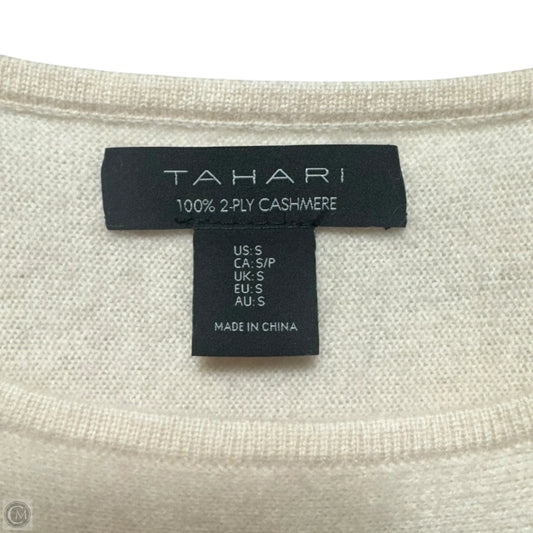 TAHARI
100% 2-PLY CASHMERE
US: S
CA: S/P
UK: S
EU: S
AU: S
MADE IN CHINA